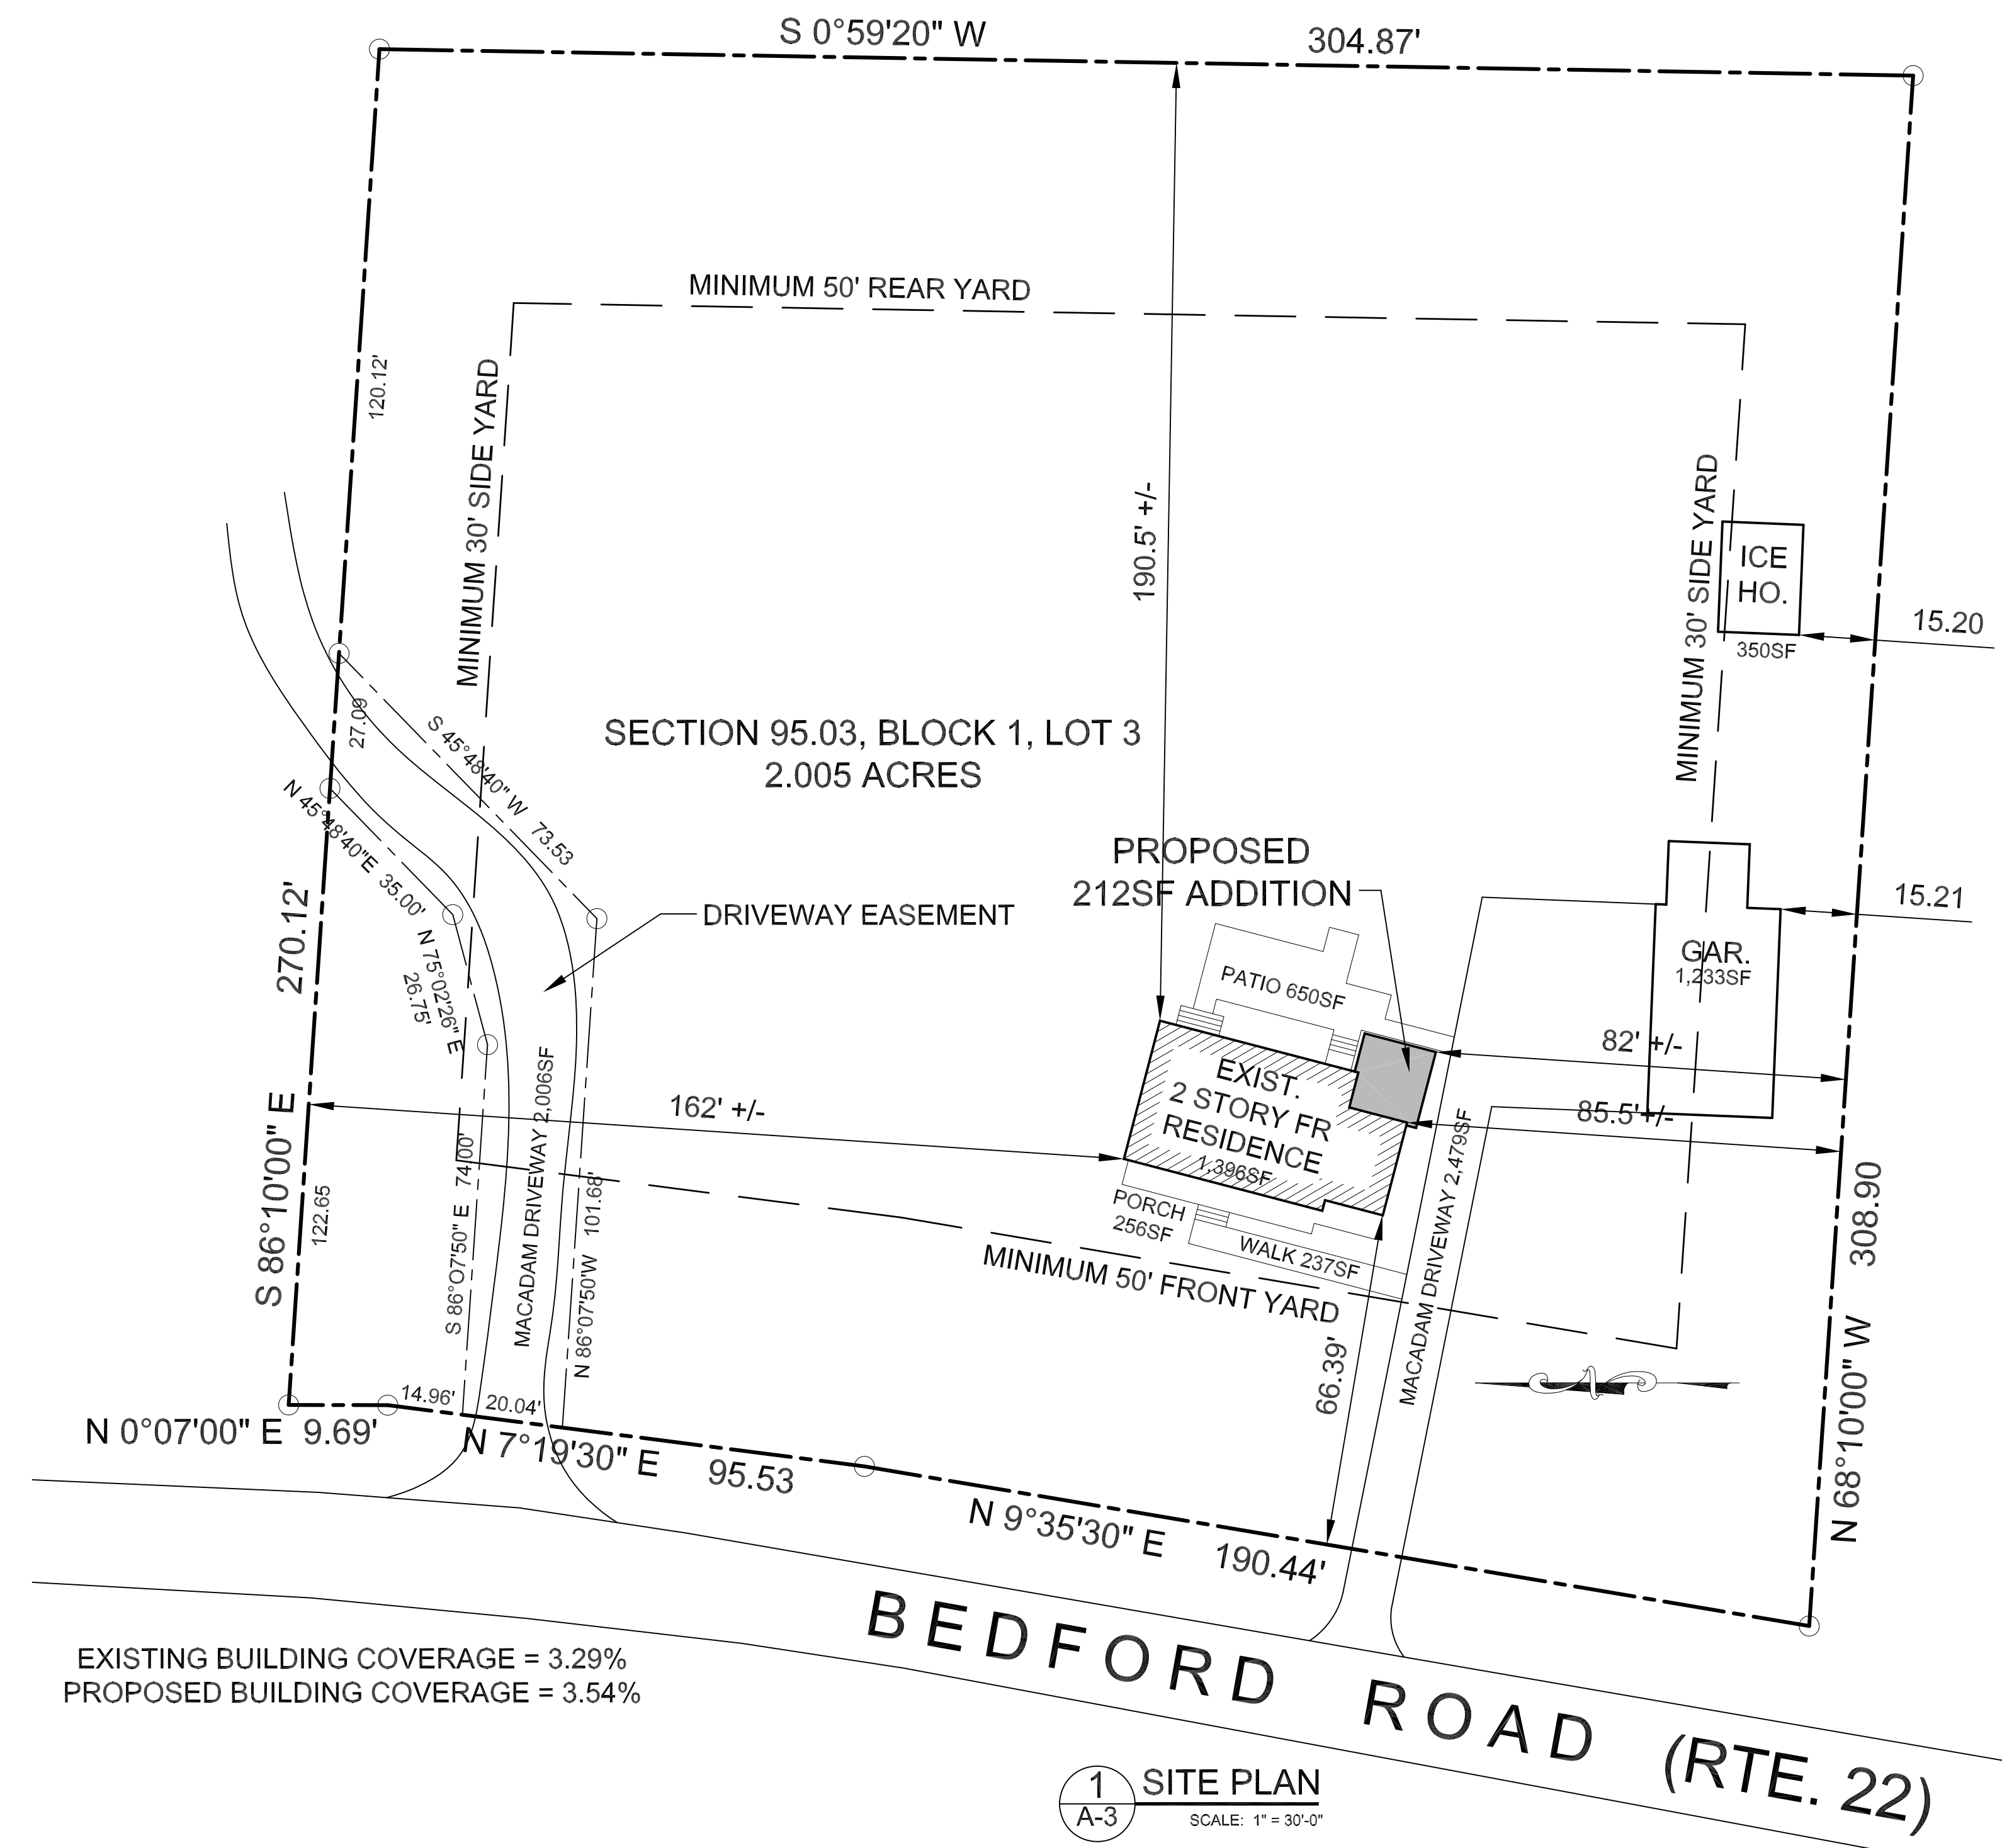 S 0°59'20" W 304.87'
MINIMUM 50' REAR YARD
120.12'
MINIMUM 30' SIDE YARD
190.5' +/-
MINIMUM 30' SIDE YARD
ICE
HO.
350SF
15.20
27.09
S 45°48'40" W 73.53
SECTION 95.03, BLOCK 1, LOT 3
2.005 ACRES
N 45°48'40"E 35.00'
PROPOSED
212SF ADDITION
270.12'
S 86°10'00" E
DRIVEWAY EASEMENT
15.21
GAR.
1,233SF
N 75°02'26" E
26.75'
PATIO 650SF
82' +/-
EXIST.
2 STORY FR
RESIDENCE
1,396SF
162' +/-
85.5'+/-
MACADAM DRIVEWAY 2,006SF
S 86°O7'50" E 74.00'
N 86°07'50"W 101.68'
122.65
PORCH
256SF
WALK 237SF
MINIMUM 50' FRONT YARD
MACADAM DRIVEWAY 2,479SF
66.39'
N
N 68°10'00" W 308.90
14.96'
20.04'
N 0°07'00" E 9.69'
N 7°19'30" E 95.53
N 9°35'30" E 190.44'
BEDFORD ROAD (RTE. 22)
EXISTING BUILDING COVERAGE = 3.29%
PROPOSED BUILDING COVERAGE = 3.54%
1
A-3
SITE PLAN
SCALE: 1" = 30'-0"